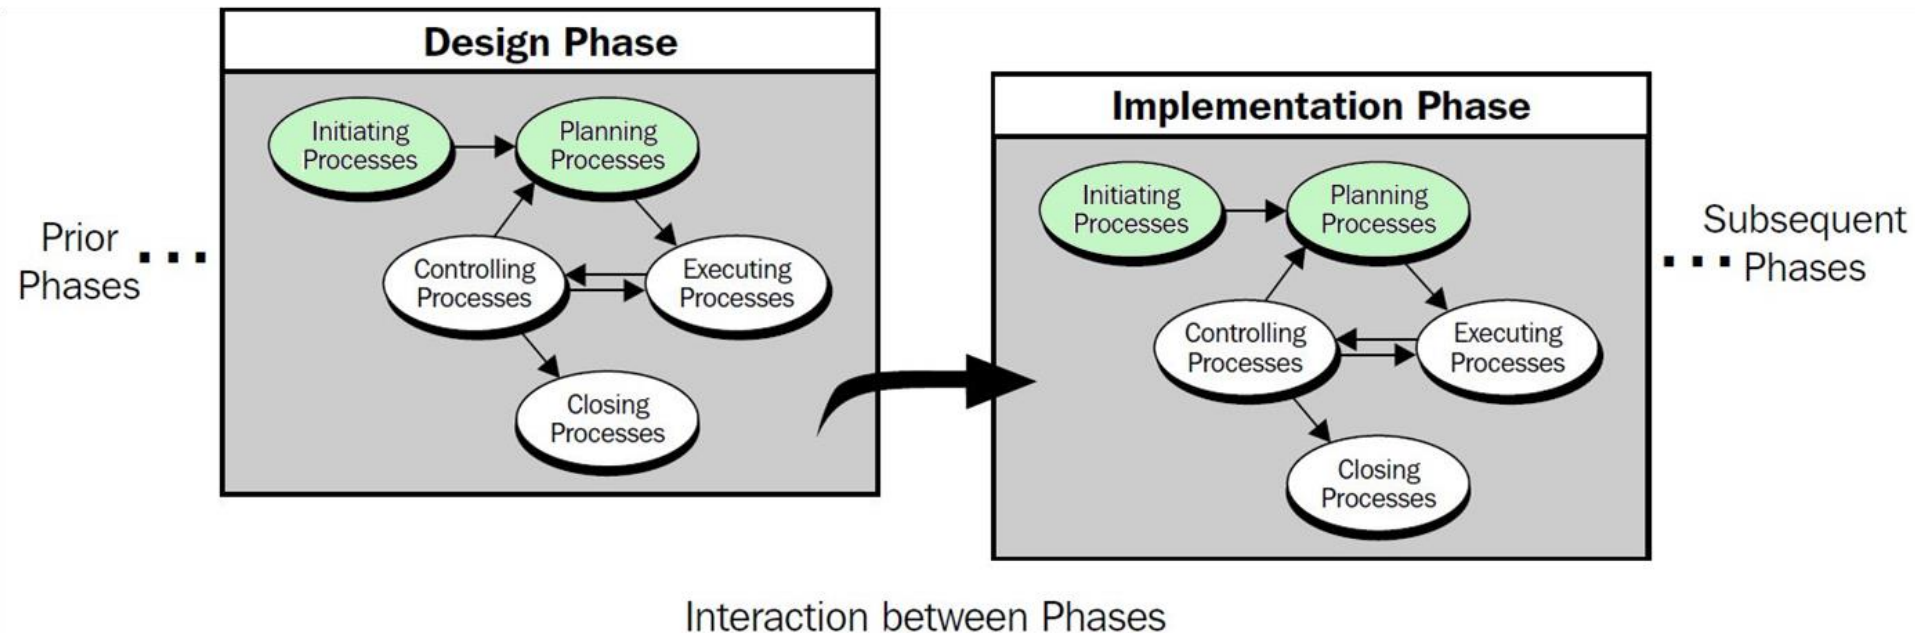 Design Phase
Initiating
Processes
Planning
Processes
Controlling
Processes
Executing
Processes
Closing
Processes
Prior
Phases
...
Implementation Phase
Initiating
Processes
Planning
Processes
Controlling
Processes
Executing
Processes
Closing
Processes
...
Subsequent
Phases
Interaction between Phases